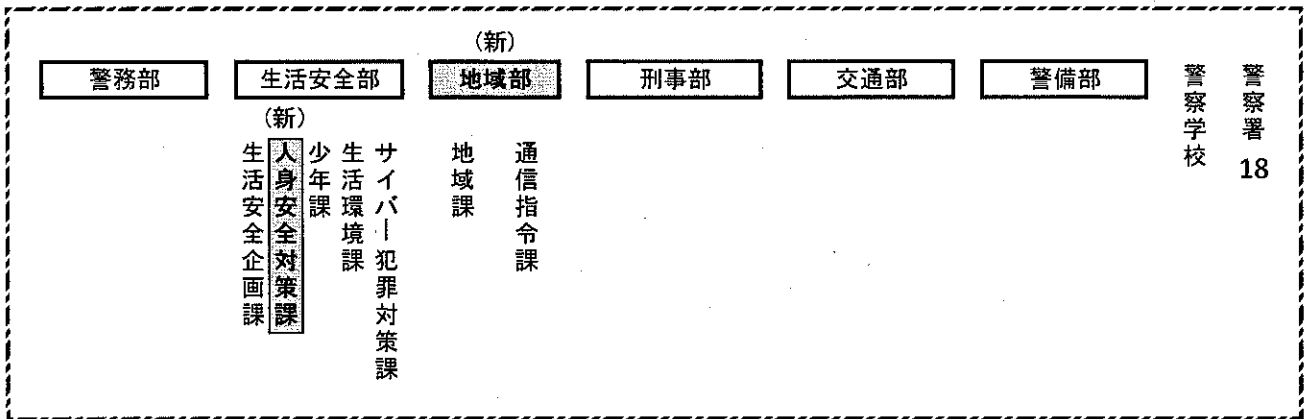 (新)
警務部
生活安全部
地域部
刑事部
交通部
警備部
警察学校
警察署 18
(新)
生活安全企画課
人身安全対策課
少年課
生活環境課
サイバー犯罪対策課
地域課
通信指令課